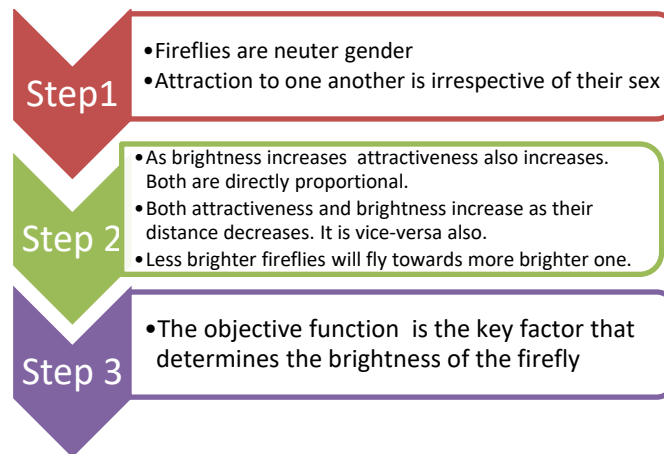 Step1
•Fireflies are neuter gender
•Attraction to one another is irrespective of their sex
Step 2
•As brightness increases attractiveness also increases.
Both are directly proportional.
•Both attractiveness and brightness increase as their
distance decreases. It is vice-versa also.
•Less brighter fireflies will fly towards more brighter one.
Step 3
•The objective function is the key factor that
determines the brightness of the firefly